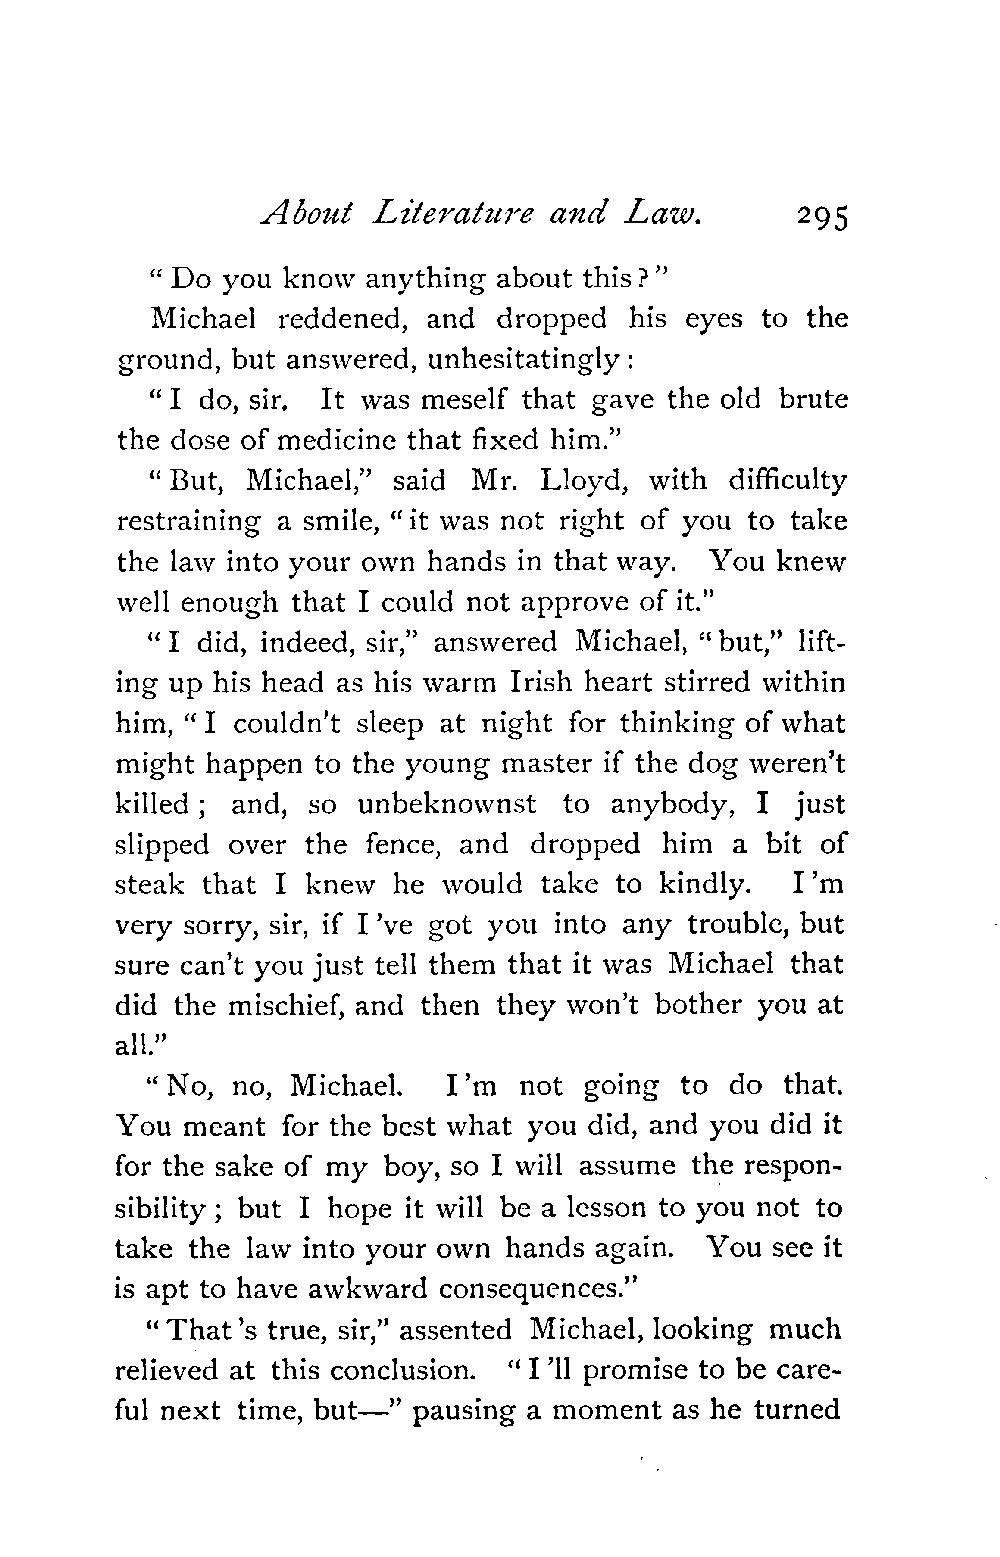 About Literature and Law. 295
" Do you know anything about this?"
Michael reddened, and dropped his eyes to the
ground, but answered, unhesitatingly :
" I do, sir. It was meself that gave the old brute
the dose of medicine that fixed him."
" But, Michael," said Mr. Lloyd, with difficulty
restraining a smile, "it was not right of you to take
the law into your own hands in that way. You knew
well enough that I could not approve of it."
" I did, indeed, sir," answered Michael, "but," lift-
ing up his head as his warm Irish heart stirred within
him, " I couldn't sleep at night for thinking of what
might happen to the young master if the dog weren't
killed ; and, so unbeknownst to anybody, I just
slipped over the fence, and dropped him a bit of
steak that I knew he would take to kindly. I 'm
very sorry, sir, if I 've got you into any trouble, but
sure can't you just tell them that it was Michael that
did the mischief, and then they won't bother you at
all."
" No, no, Michael. I 'm not going to do that.
You meant for the best what you did, and you did it
for the sake of my boy, so I will assume the respon-
sibility ; but I hope it will be a lesson to you not to
take the law into your own hands again. You see it
is apt to have awkward consequences."
" That 's true, sir," assented Michael, looking much
relieved at this conclusion. " I 'll promise to be care-
ful next time, but—" pausing a moment as he turned